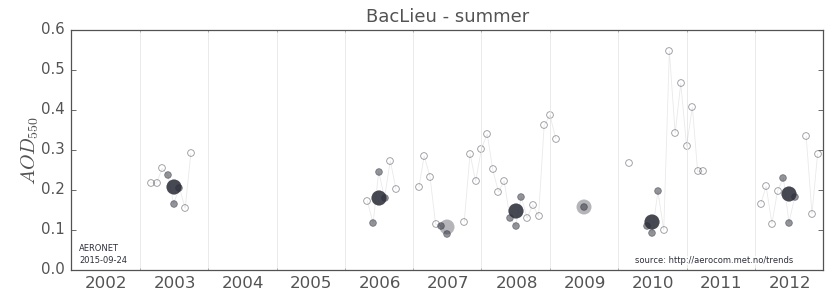 BacLieu - summer
0.6
0.5
0.4
0.3
0.2
0.1
0.0
AOD550
AERONET
2015-09-24
source: http://aerocom.met.no/trends
2002 2003 2004 2005 2006 2007 2008 2009 2010 2011 2012